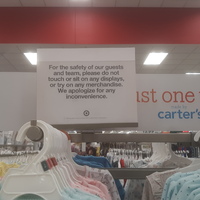 For the safety of our guests
and team, please do not
touch or sit on any displays,
or try on any merchandise.
We apologize for any
inconvenience.
just one
carter's